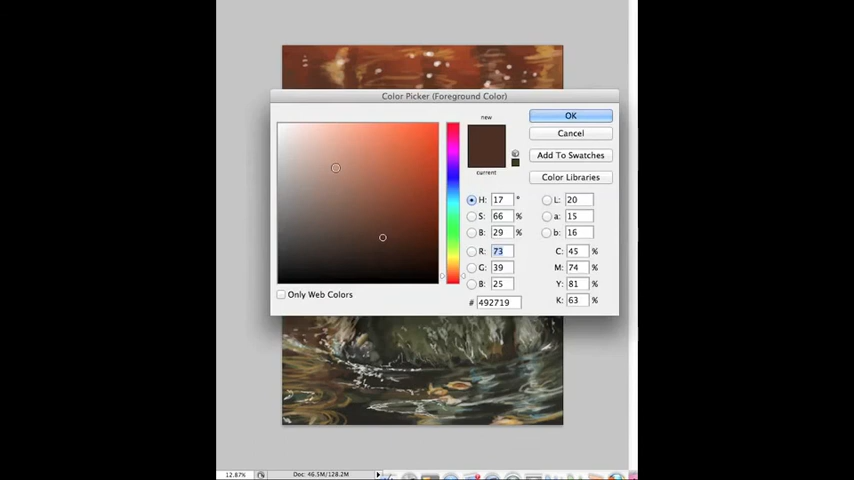 Color Picker (Foreground Color)
new
current
OK
Cancel
Add To Swatches
Color Libraries
H: 17 °
S: 66 %
B: 29 %
R: 73
G: 39
B: 25
# 492719
L: 20
a: 15
b: 16
C: 45 %
M: 74 %
Y: 81 %
K: 63 %
Only Web Colors
12.87%
Doc: 46.5M/128.2M